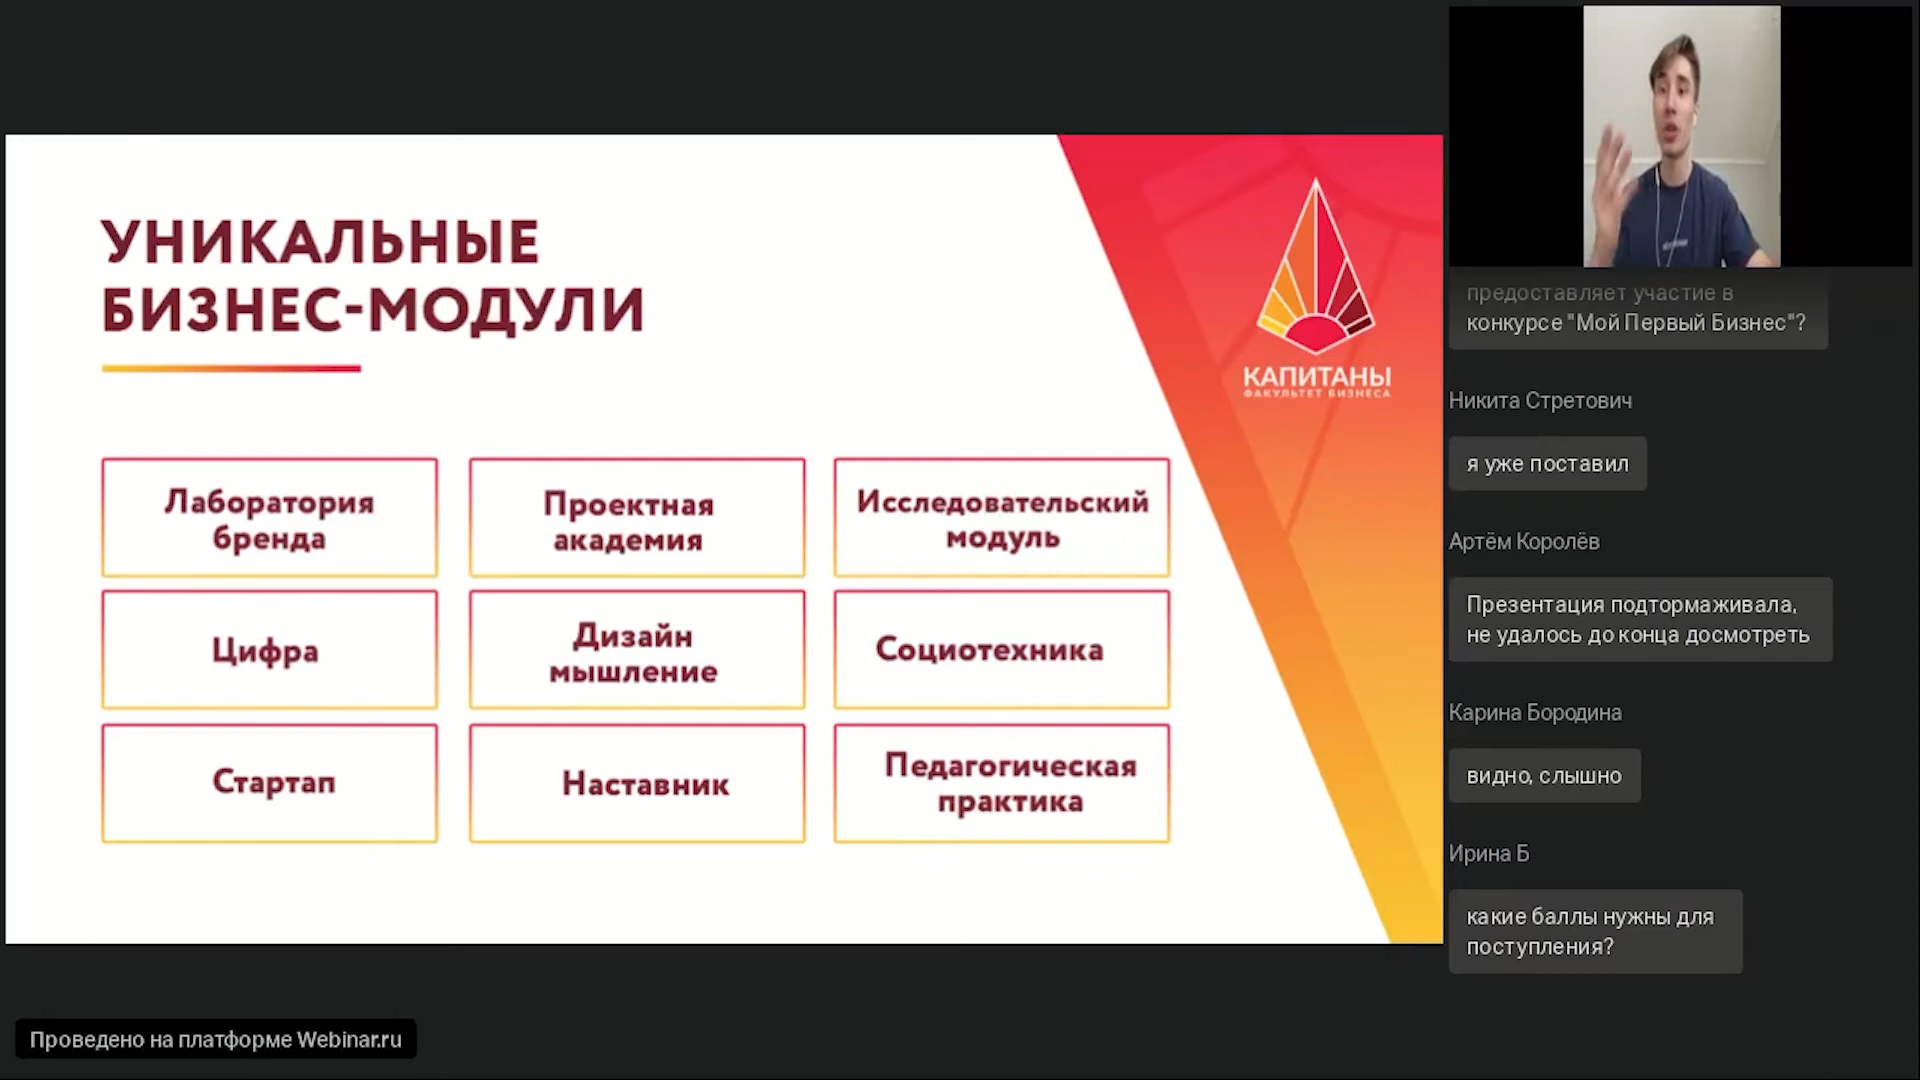 УНИКАЛЬНЫЕ
БИЗНЕС-МОДУЛИ
КАПИТАНЫ
ФАКУЛЬТЕТ БИЗНЕСА
Лаборатория
бренда
Проектная
академия
Исследовательский
модуль
Цифра
Дизайн
мышление
Социотехника
Стартап
Наставник
Педагогическая
практика
предоставляет участие в
конкурсе "Мой Первый Бизнес"?
Никита Стретович
я уже поставил
Артём Королёв
Презентация подтормаживала,
не удалось до конца досмотреть
Карина Бородина
видно, слышно
Ирина Б
какие баллы нужны для
поступления?
Проведено на платформе Webinar.ru